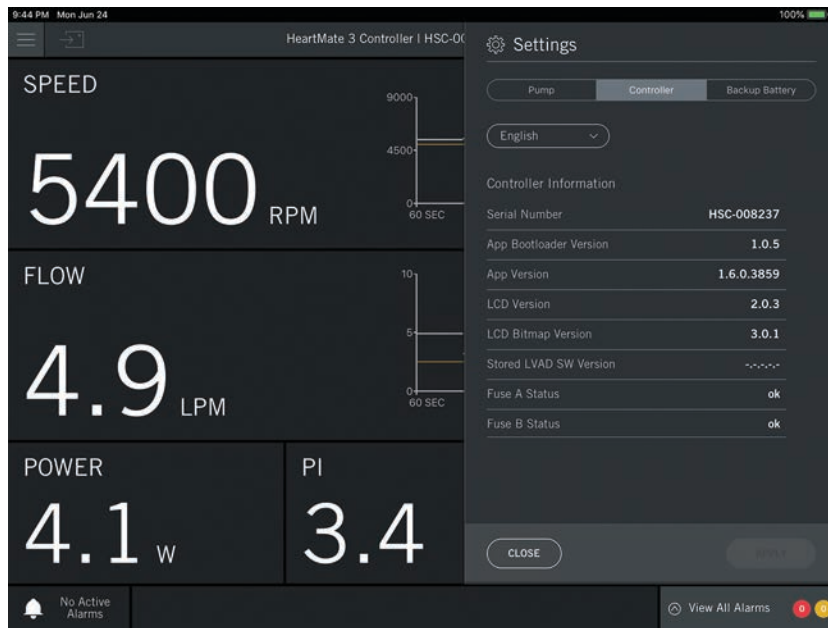 9:44 PM Mon Jun 24
100%
HeartMate 3 Controller | HSC-00
Settings
Pump
Controller
Backup Battery
English
Controller Information
Serial Number HSC-008237
App Bootloader Version 1.0.5
App Version 1.6.0.3859
LCD Version 2.0.3
LCD Bitmap Version 3.0.1
Stored LVAD SW Version -.-.-.-
Fuse A Status ok
Fuse B Status ok
CLOSE
APPLY
SPEED
5400 RPM
9000
4500
0
60 SEC
FLOW
4.9 LPM
10
5
0
60 SEC
POWER
4.1 W
PI
3.4
No Active
Alarms
View All Alarms
0
0